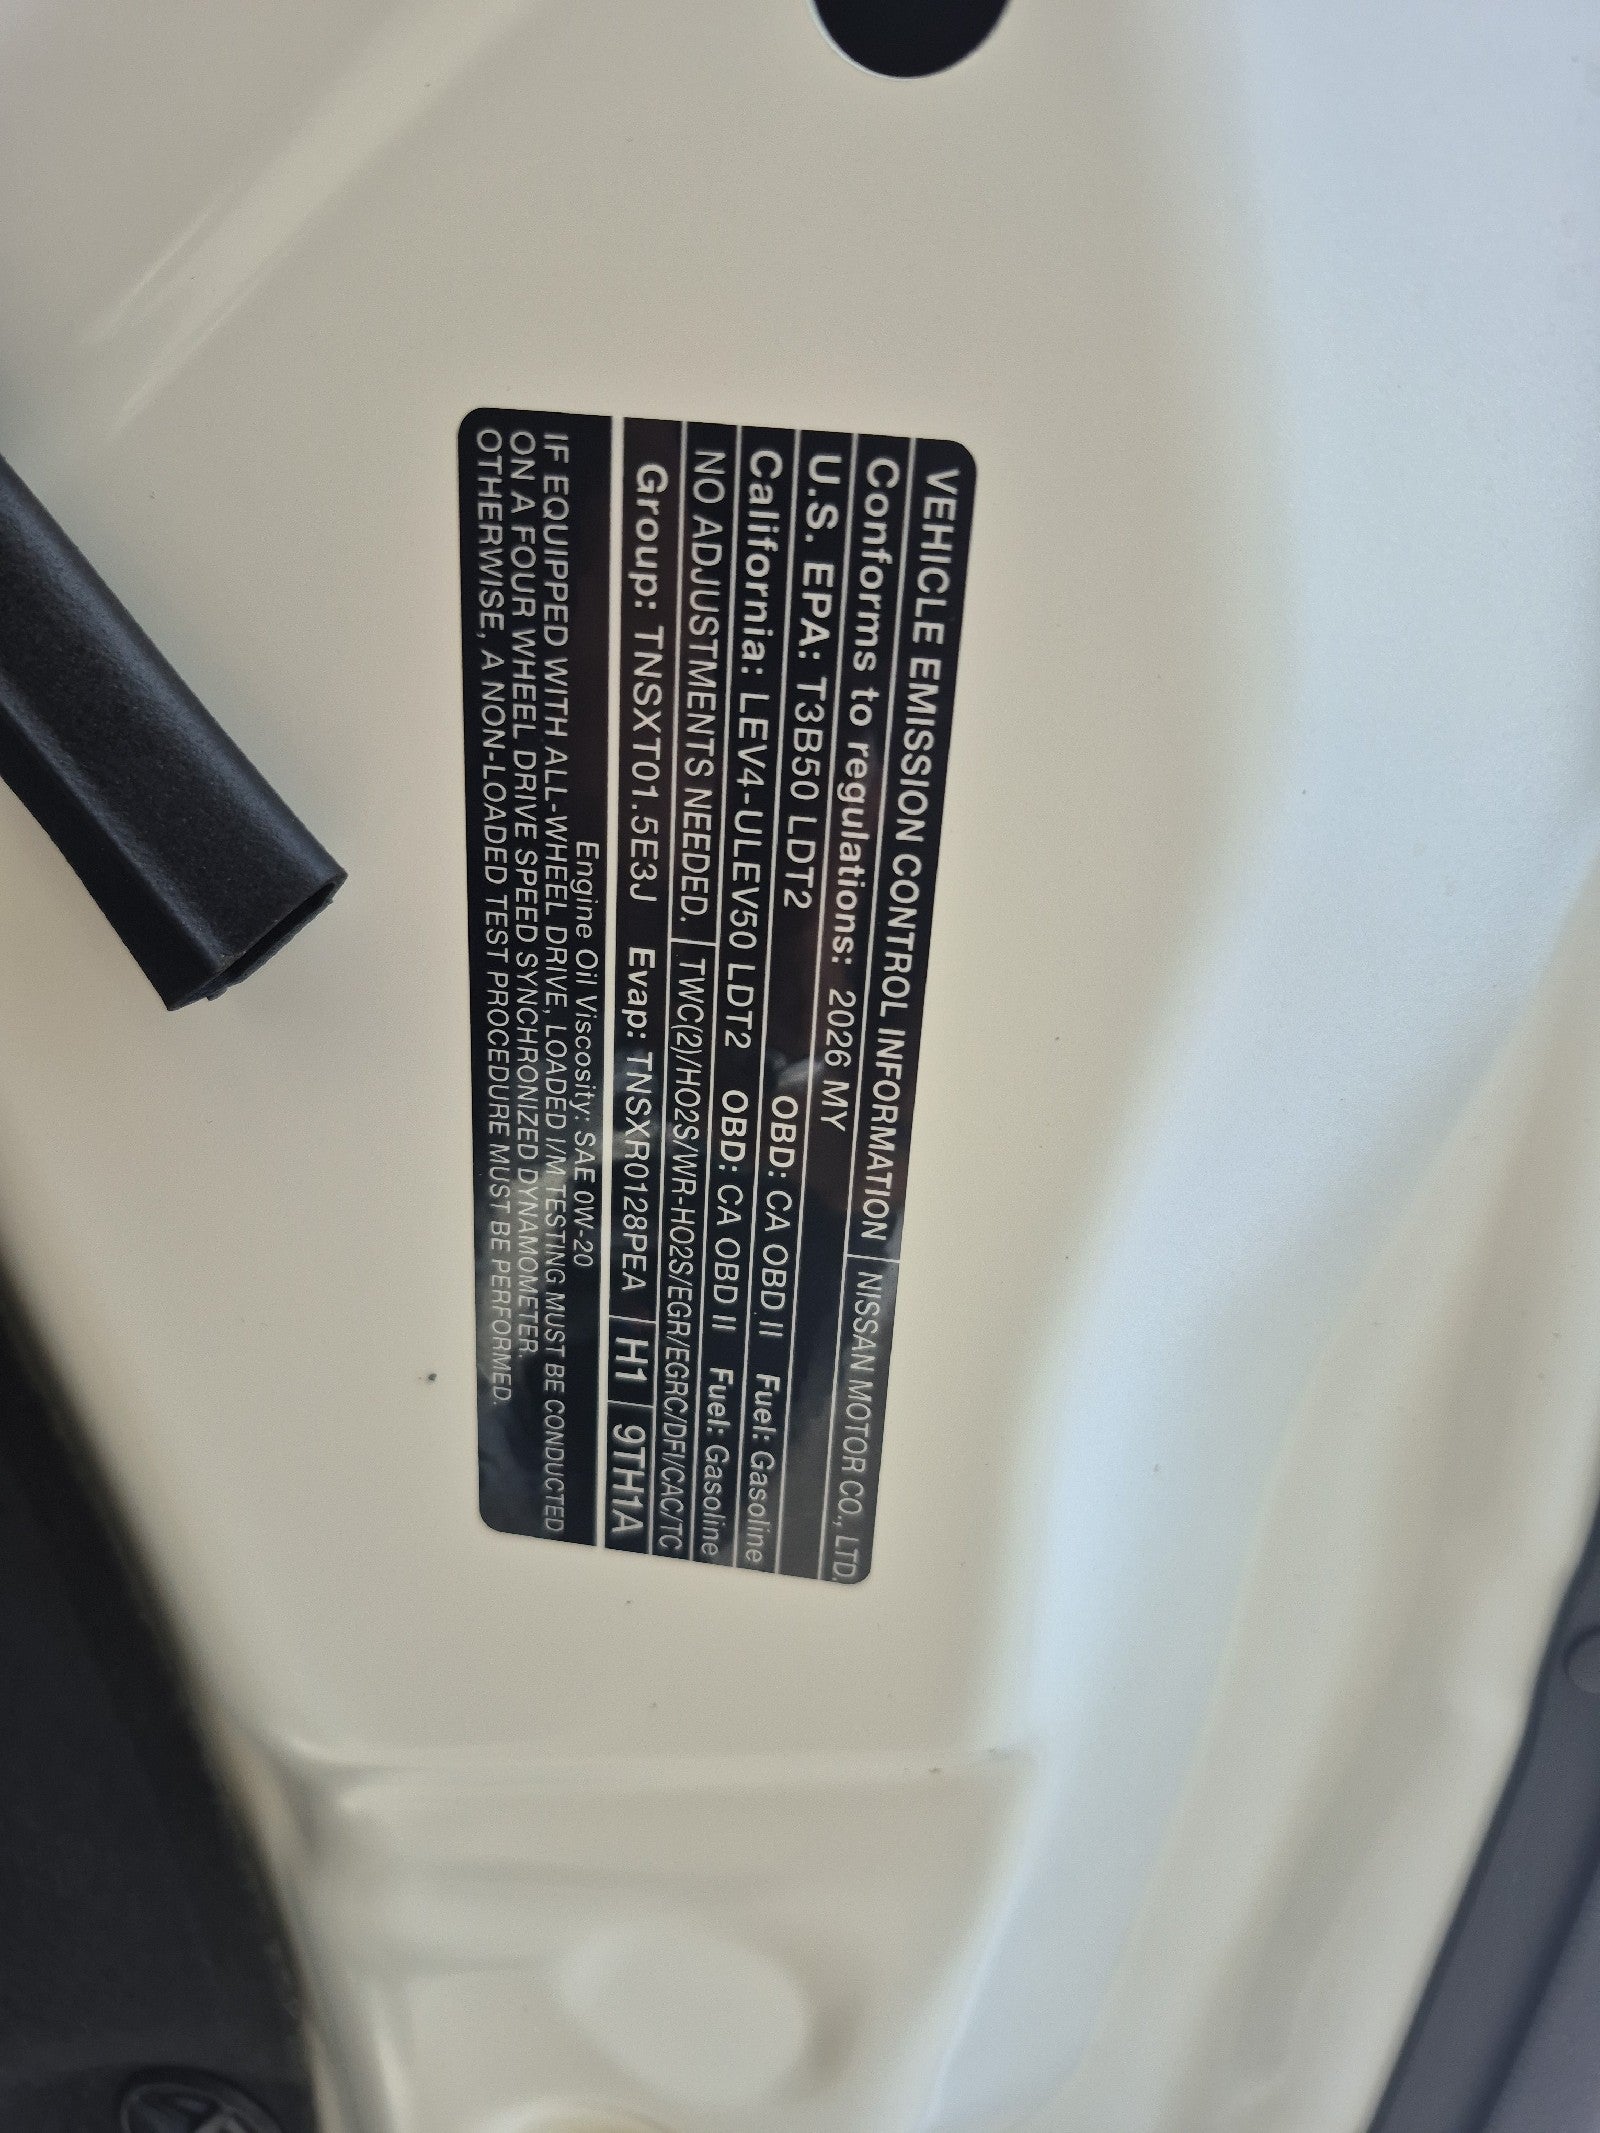 VEHICLE EMISSION CONTROL INFORMATION NISSAN MOTOR CO., LTD.
Conforms to regulations: 2026 MY
U.S. EPA: T3B50 LDT2 OBD: CA OBD II Fuel: Gasoline
California: LEV4-ULEV50 LDT2 OBD: CA OBD II Fuel: Gasoline
NO ADJUSTMENTS NEEDED. TWC(2)/HO2S/WR-HO2S/EGR/EGRC/DFI/CAC/TC
Group: TNSXT01.5E3J Evap: TNSXR0128PEA H1 9TH1A
Engine Oil Viscosity: SAE 0W-20
IF EQUIPPED WITH ALL-WHEEL DRIVE, LOADED I/M TESTING MUST BE CONDUCTED
ON A FOUR WHEEL DRIVE SPEED SYNCHRONIZED DYNAMOMETER.
OTHERWISE, A NON-LOADED TEST PROCEDURE MUST BE PERFORMED.